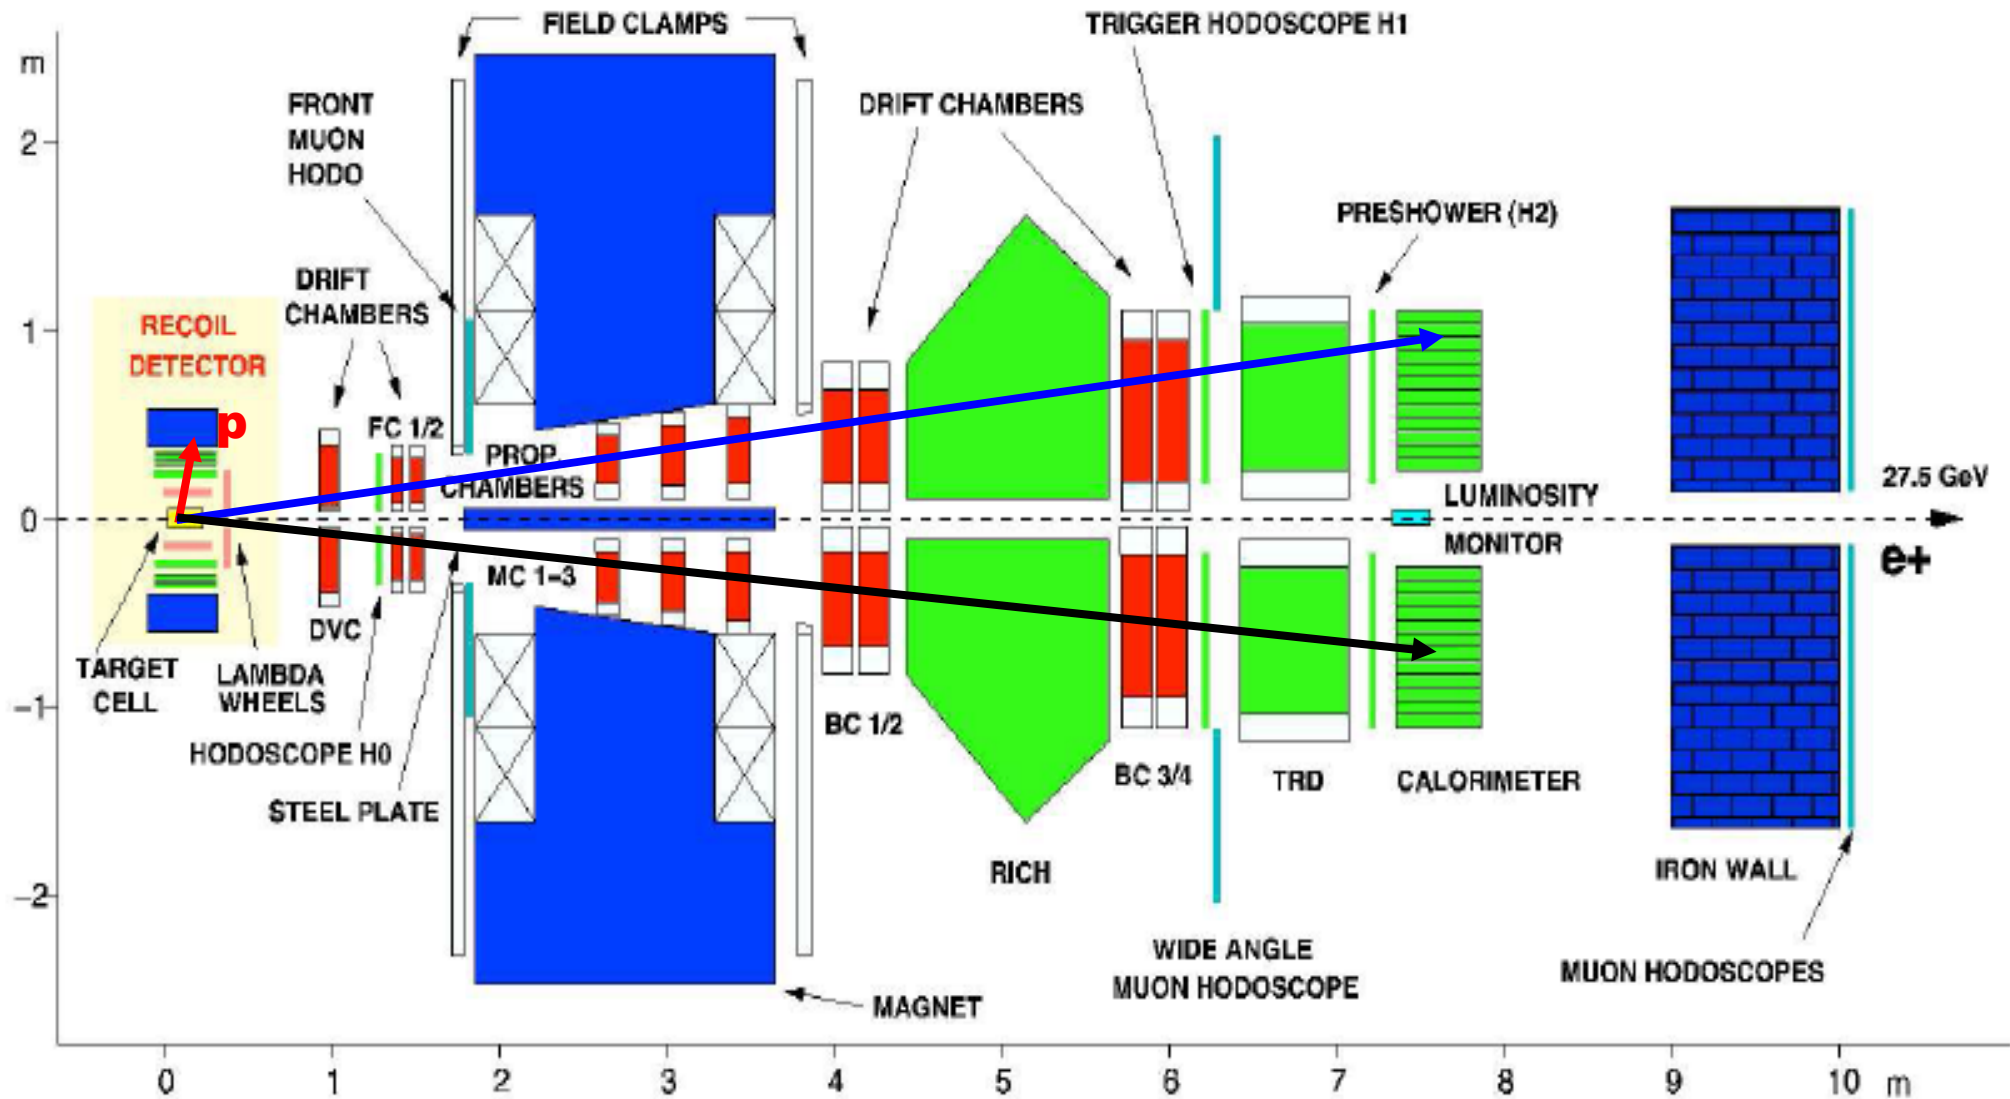 FIELD CLAMPS
TRIGGER HODOSCOPE H1
m
FRONT
MUON
HODO
DRIFT CHAMBERS
2
PRESHOWER (H2)
DRIFT
CHAMBERS
1
RECOIL
DETECTOR
p
FC 1/2
PROP.
CHAMBERS
27.5 GeV
LUMINOSITY
0
MONITOR
e+
MC 1-3
DVC
TARGET
CELL
LAMBDA
WHEELS
-1
BC 1/2
HODOSCOPE H0
BC 3/4
TRD
CALORIMETER
STEEL PLATE
RICH
IRON WALL
-2
WIDE ANGLE
MUON HODOSCOPE
MUON HODOSCOPES
MAGNET
0 1 2 3 4 5 6 7 8 9 10 m